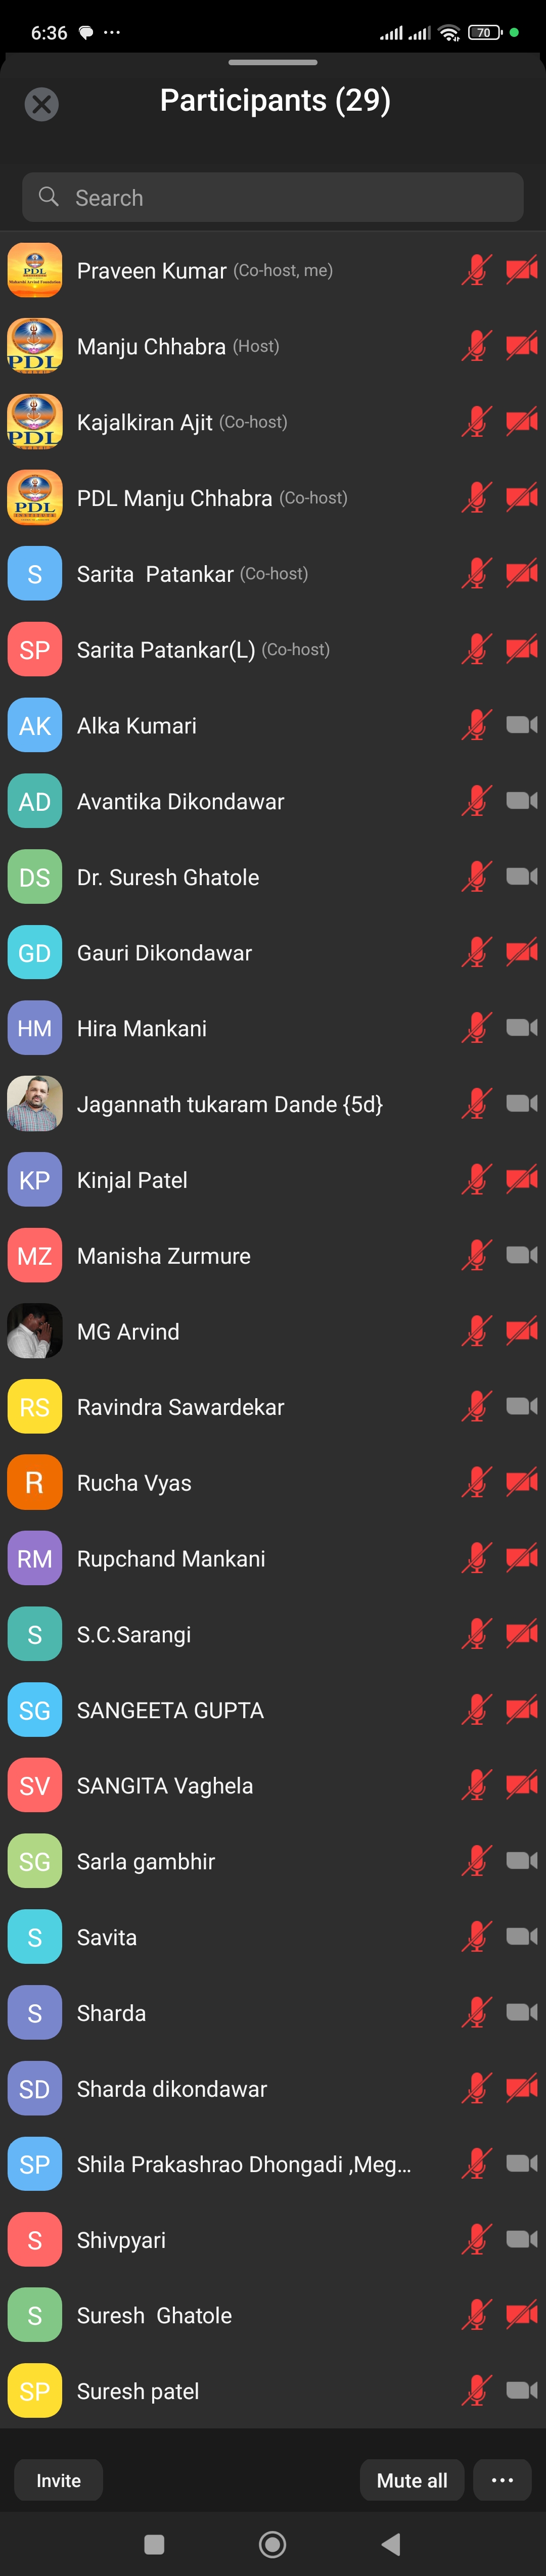 6:36
70
Participants (29)
Search
PDL
Maharshi Arvind Foundation
Praveen Kumar (Co-host, me)
PDL
Manju Chhabra (Host)
PDL
Kajalkiran Ajit (Co-host)
PDL
PDL Manju Chhabra (Co-host)
S
Sarita  Patankar (Co-host)
SP
Sarita Patankar(L) (Co-host)
AK
Alka Kumari
AD
Avantika Dikondawar
DS
Dr. Suresh Ghatole
GD
Gauri Dikondawar
HM
Hira Mankani
Jagannath tukaram Dande {5d}
KP
Kinjal Patel
MZ
Manisha Zurmure
MG Arvind
RS
Ravindra Sawardekar
R
Rucha Vyas
RM
Rupchand Mankani
S
S.C.Sarangi
SG
SANGEETA GUPTA
SV
SANGITA Vaghela
SG
Sarla gambhir
S
Savita
S
Sharda
SD
Sharda dikondawar
SP
Shila Prakashrao Dhongadi ,Meg...
S
Shivpyari
S
Suresh  Ghatole
SP
Suresh patel
Invite
Mute all